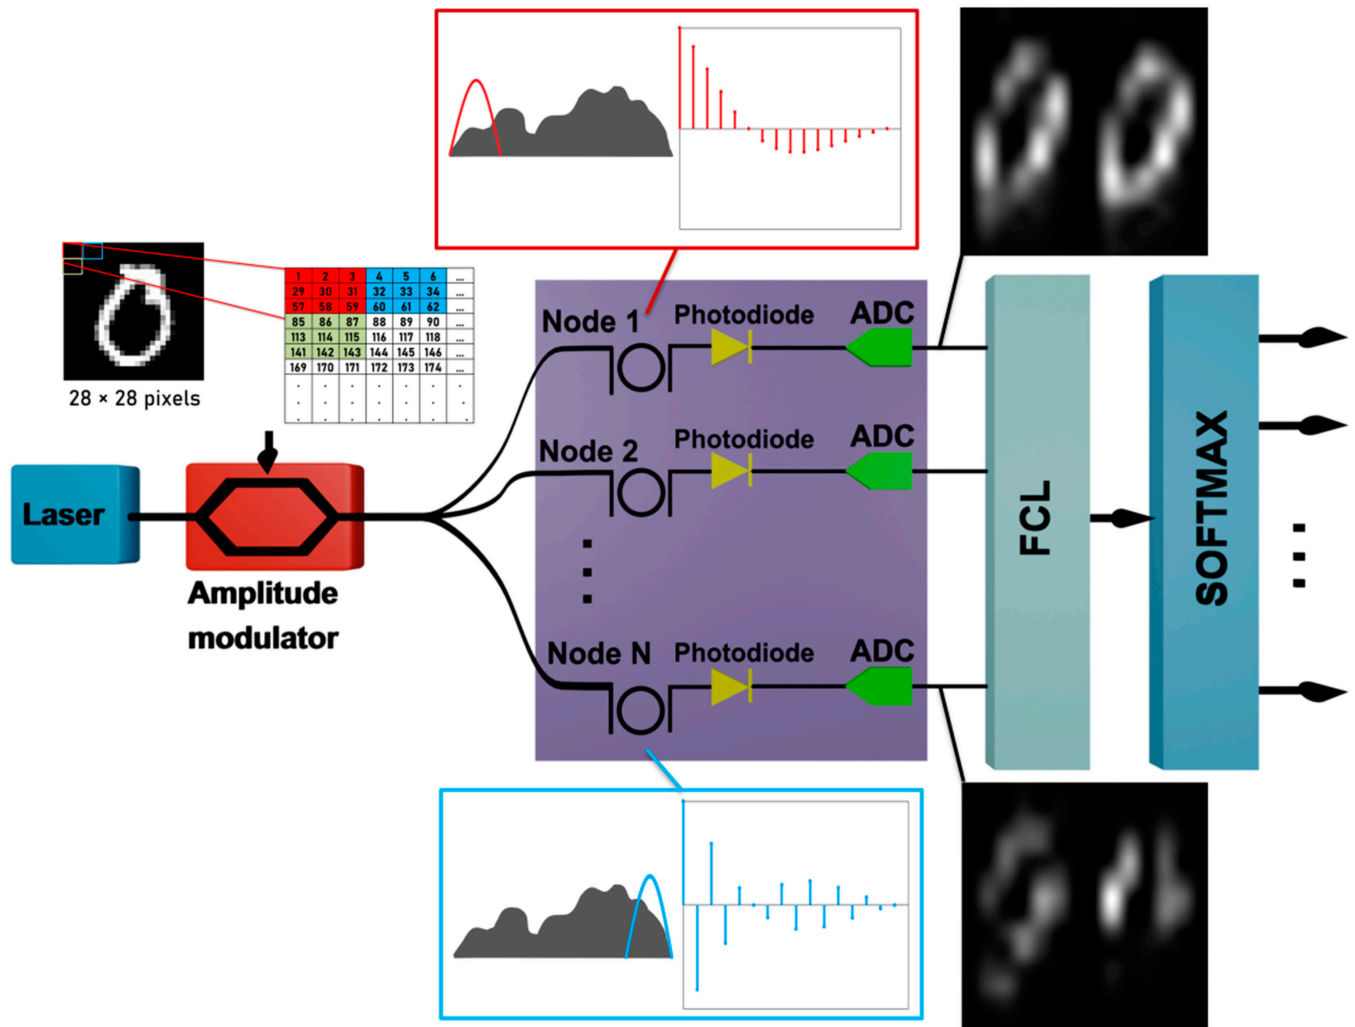 28 × 28 pixels
1 2 3 4 5 6 ...
29 30 31 32 33 34 ...
57 58 59 60 61 62 ...
85 86 87 88 89 90 ...
113 114 115 116 117 118 ...
141 142 143 144 145 146 ...
169 170 171 172 173 174 ...
Laser
Amplitude
modulator
Node 1
Photodiode
ADC
Node 2
Photodiode
ADC
Node N
Photodiode
ADC
FCL
SOFTMAX